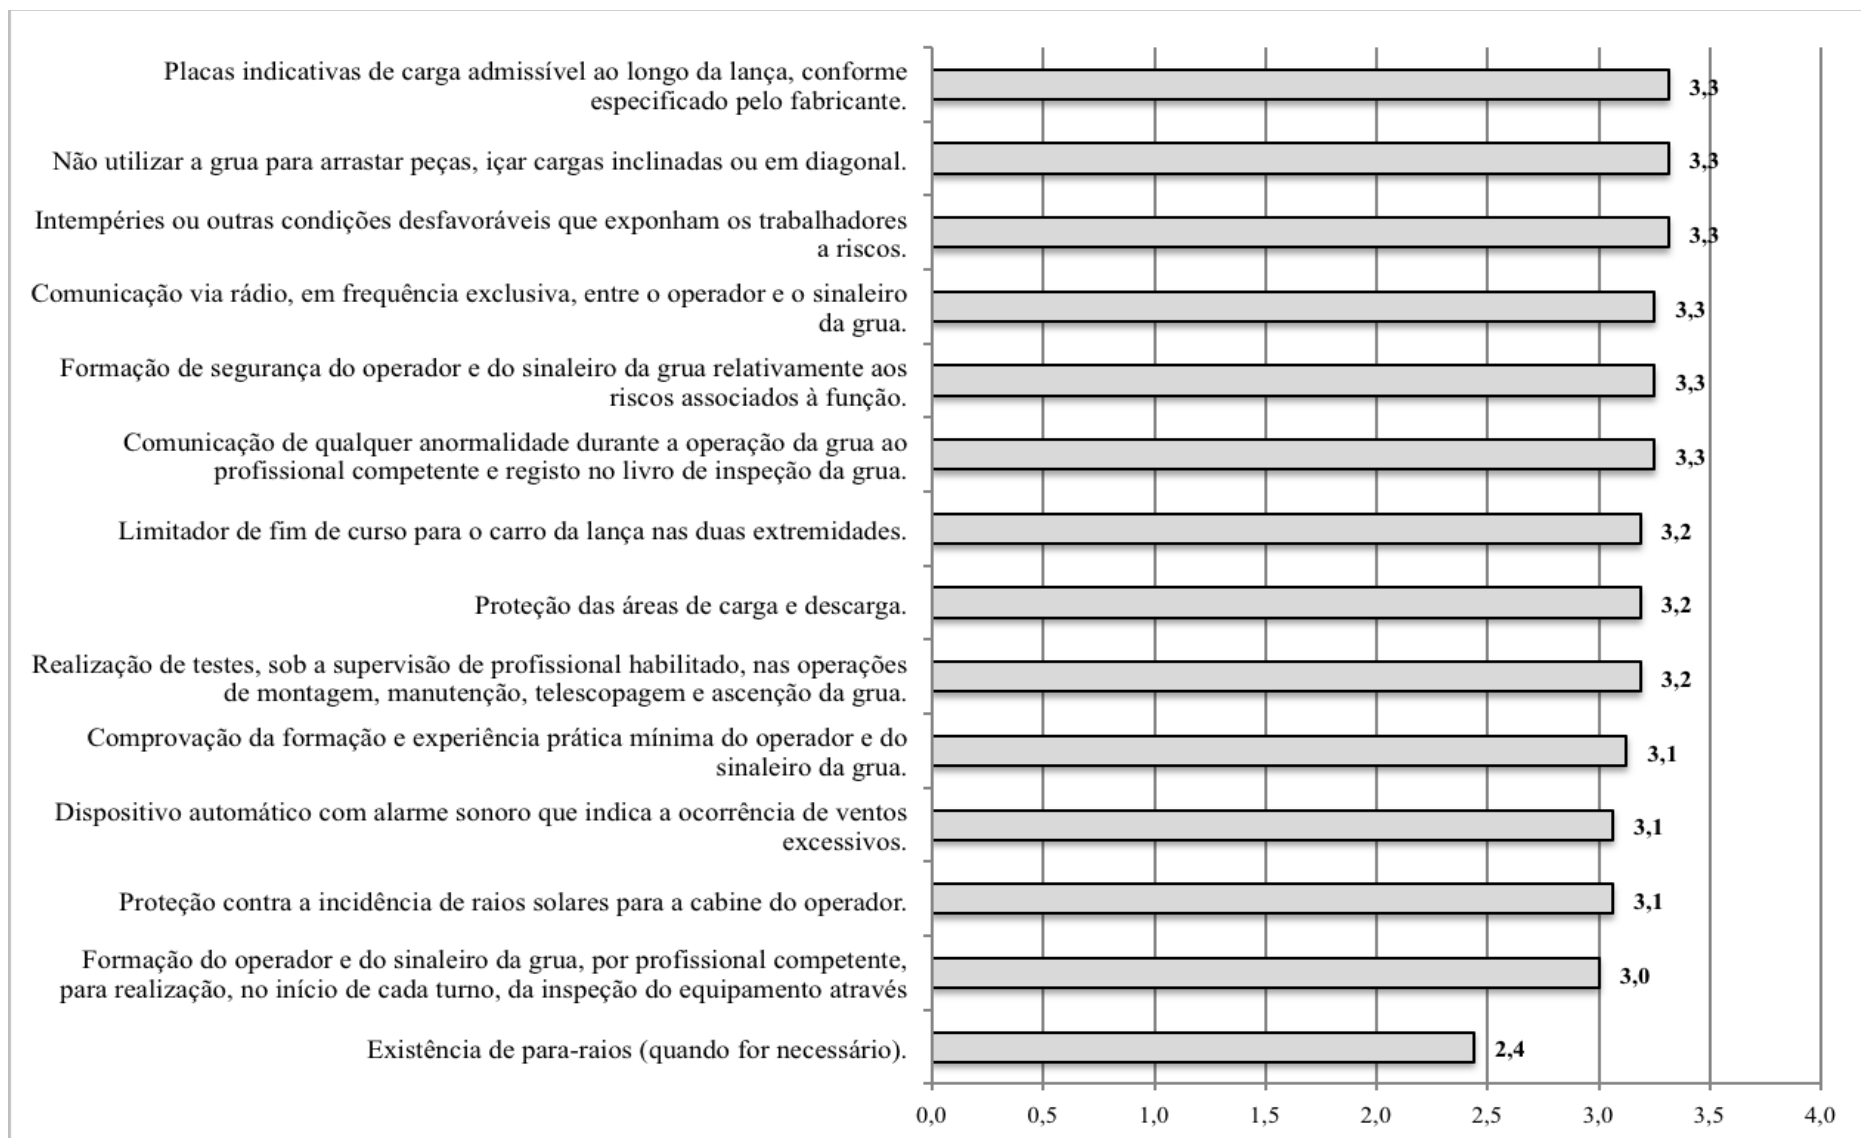 Placas indicativas de carga admissível ao longo da lança, conforme
especificado pelo fabricante.
3,3
Não utilizar a grua para arrastar peças, içar cargas inclinadas ou em diagonal.
3,3
Intempéries ou outras condições desfavoráveis que exponham os trabalhadores
a riscos.
3,3
Comunicação via rádio, em frequência exclusiva, entre o operador e o sinaleiro
da grua.
3,3
Formação de segurança do operador e do sinaleiro da grua relativamente aos
riscos associados à função.
3,3
Comunicação de qualquer anormalidade durante a operação da grua ao
profissional competente e registo no livro de inspeção da grua.
3,3
Limitador de fim de curso para o carro da lança nas duas extremidades.
3,2
Proteção das áreas de carga e descarga.
3,2
Realização de testes, sob a supervisão de profissional habilitado, nas operações
de montagem, manutenção, telescopagem e ascenção da grua.
3,2
Comprovação da formação e experiência prática mínima do operador e do
sinaleiro da grua.
3,1
Dispositivo automático com alarme sonoro que indica a ocorrência de ventos
excessivos.
3,1
Proteção contra a incidência de raios solares para a cabine do operador.
3,1
Formação do operador e do sinaleiro da grua, por profissional competente,
para realização, no início de cada turno, da inspeção do equipamento através
3,0
Existência de para-raios (quando for necessário).
2,4
0,0 0,5 1,0 1,5 2,0 2,5 3,0 3,5 4,0